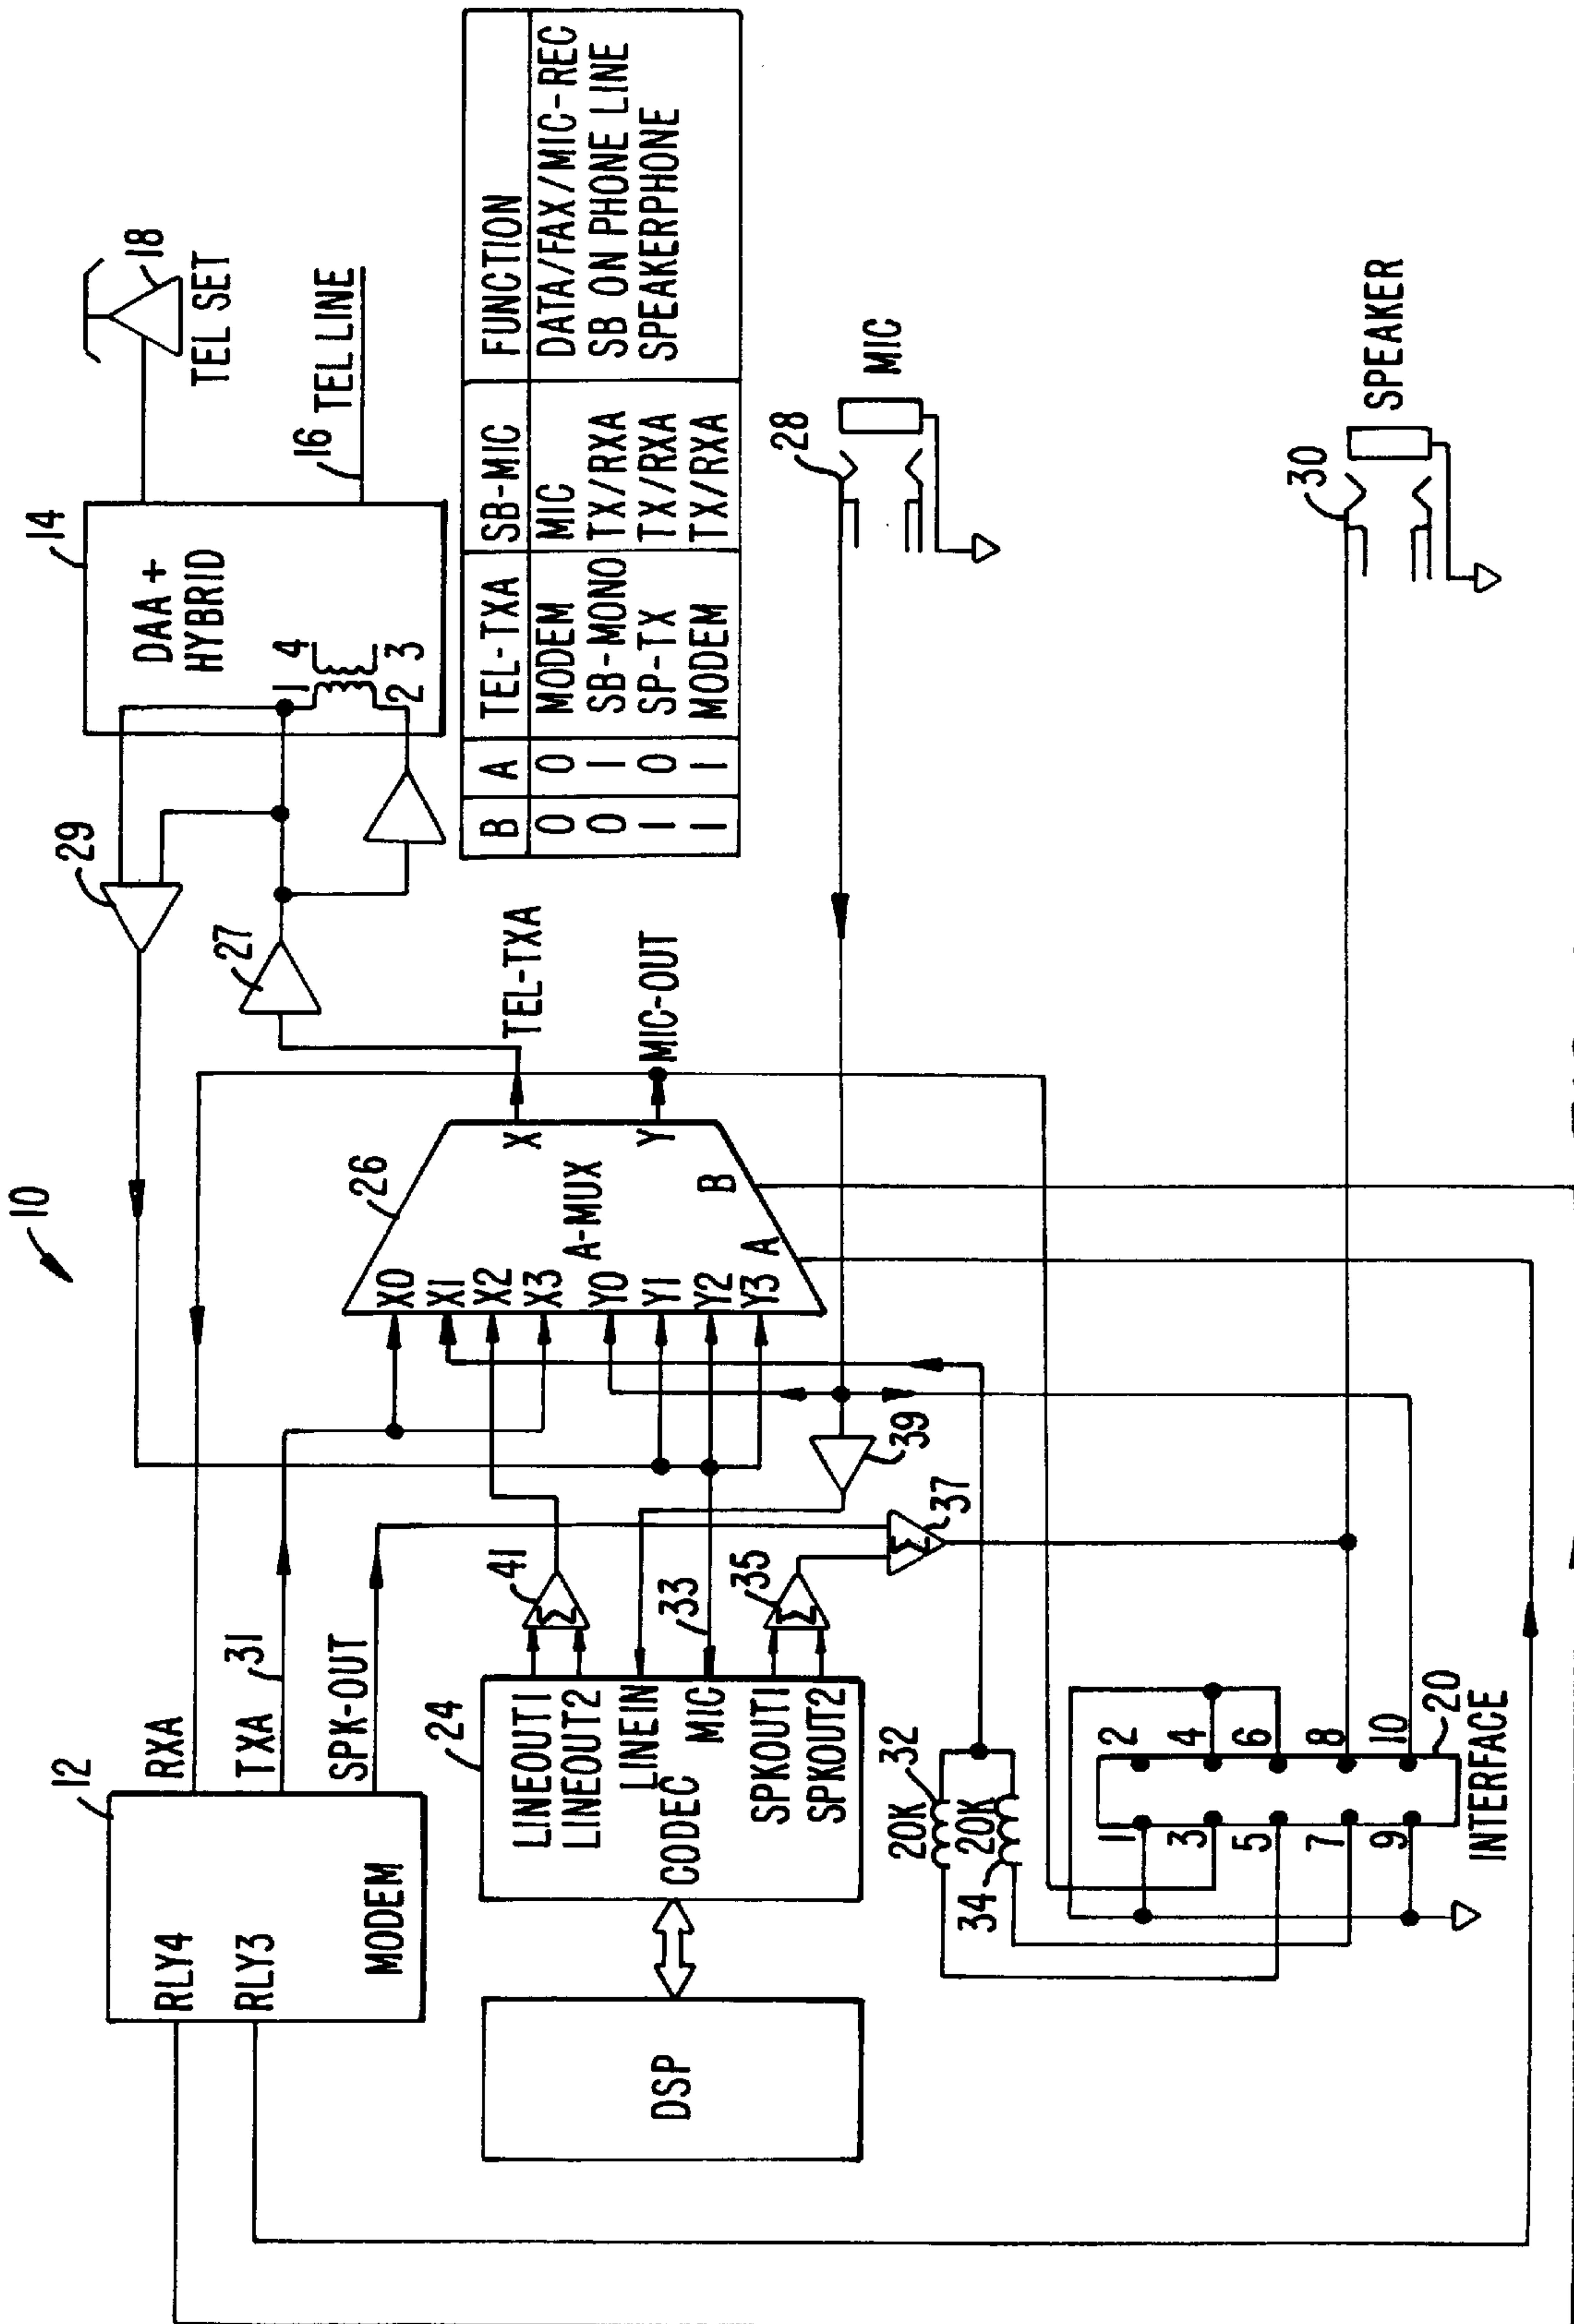 10
12
RLY4
RLY3
MODEM
RXA
TXA
31
SPK-OUT
14
DAA +
HYBRID
1
4
2
3
18
TEL SET
16
TEL LINE
29
27
TEL-TXA
MIC-OUT
26
X0
X1
X2
X3
Y0
Y1
Y2
Y3
A-MUX
X
Y
A
B
B A TEL-TXA SB-MIC FUNCTION
0 0 MODEM MIC DATA/FAX/MIC-REC
0 1 SB-MONO TX/RXA SB ON PHONE LINE
1 0 SP-TX TX/RXA SPEAKERPHONE
1 1 MODEM TX/RXA
DSP
24
LINEOUT1
LINEOUT2
LINEIN
CODEC
MIC
SPKOUT1
SPKOUT2
41
Σ
33
35
Σ
37
Σ
39
28
MIC
30
SPEAKER
32
20K
20K
34
1 2
3 4
5 6
7 8
9 10
20
INTERFACE